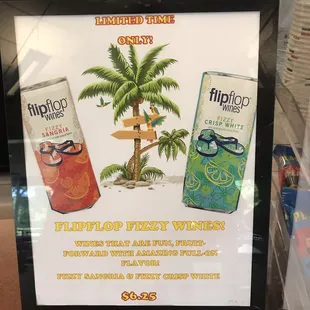 LIMITED TIME
ONLY!
flipflop
wines
FIZZY
SANGRIA
flipflop
wines
FIZZY
CRISP WHITE
FLIPFLOP FIZZY WINES!
WINES THAT ARE FUN, FRUIT-
FORWARD WITH AMAZING FULL-ON
FLAVOR!
FIZZY SANGRIA & FIZZY CRISP WHITE
$6.25